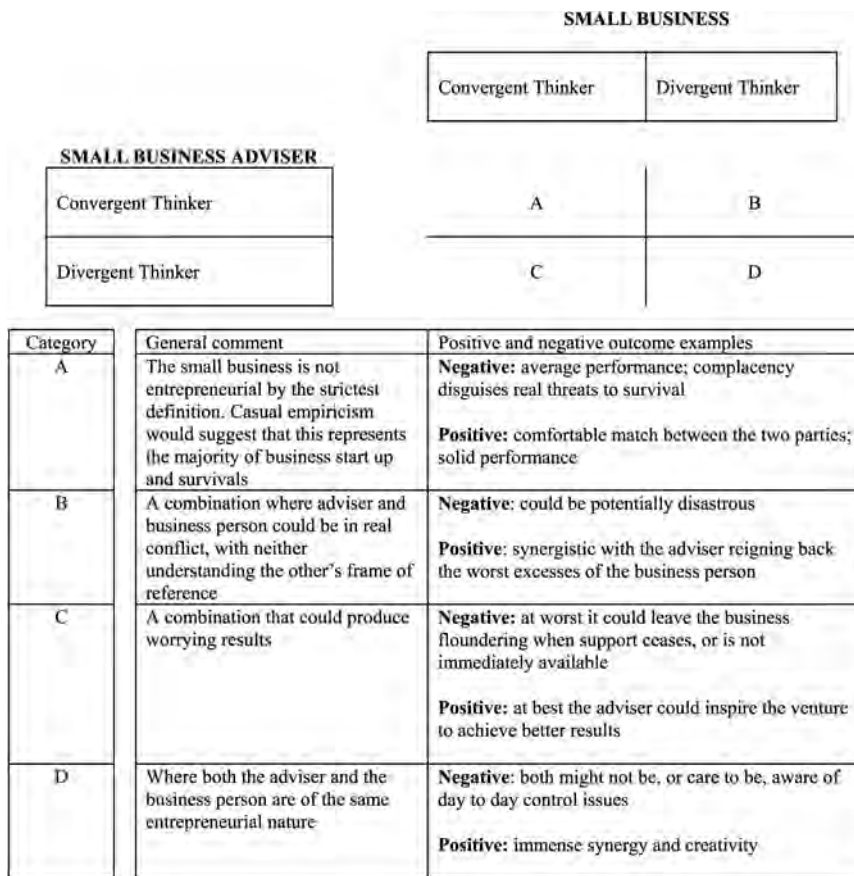 SMALL BUSINESS
Convergent Thinker
Divergent Thinker
SMALL BUSINESS ADVISER
Convergent Thinker
A
B
Divergent Thinker
C
D
Category
General comment
Positive and negative outcome examples
A
The small business is not
entrepreneurial by the strictest
definition. Casual empiricism
would suggest that this represents
the majority of business start up
and survivals
Negative: average performance; complacency
disguises real threats to survival
Positive: comfortable match between the two parties;
solid performance
B
A combination where adviser and
business person could be in real
conflict, with neither
understanding the other's frame of
reference
Negative: could be potentially disastrous
Positive: synergistic with the adviser reigning back
the worst excesses of the business person
C
A combination that could produce
worrying results
Negative: at worst it could leave the business
floundering when support ceases, or is not
immediately available
Positive: at best the adviser could inspire the venture
to achieve better results
D
Where both the adviser and the
business person are of the same
entrepreneurial nature
Negative: both might not be, or care to be, aware of
day to day control issues
Positive: immense synergy and creativity